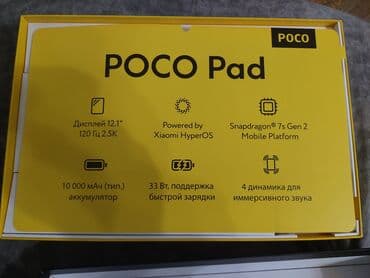 POCO
POCO Pad
Дисплей 12,1"
120 Гц 2.5K
Powered by
Xiaomi HyperOS
Snapdragon® 7s Gen 2
Mobile Platform
10 000 мАч (тип.)
аккумулятор
33 Вт, поддержка
быстрой зарядки
4 динамика для
иммерсивного звука